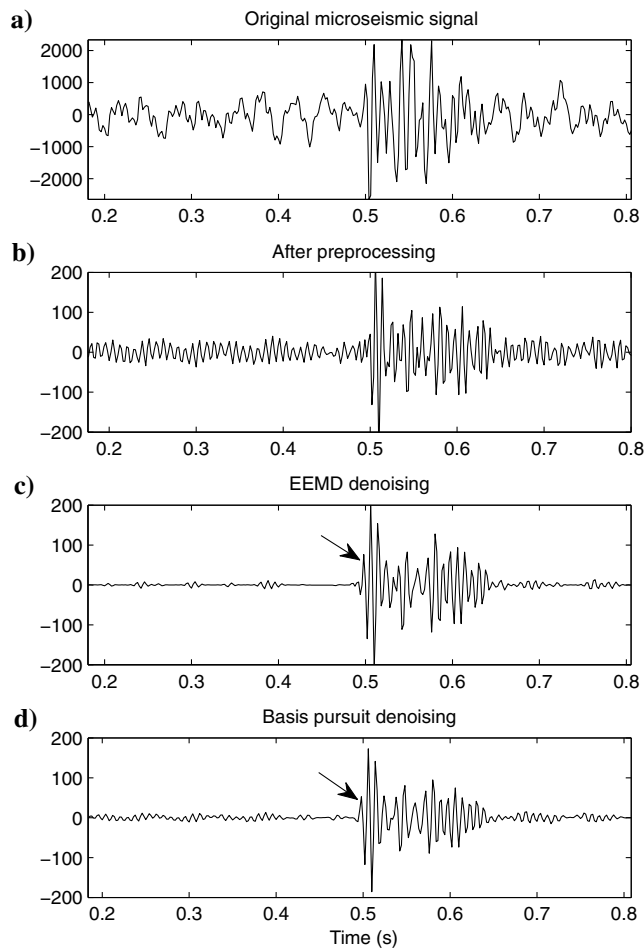 a)
Original microseismic signal
2000
1000
0
−1000
−2000
0.2 0.3 0.4 0.5 0.6 0.7 0.8
b)
After preprocessing
200
100
0
−100
−200
0.2 0.3 0.4 0.5 0.6 0.7 0.8
c)
EEMD denoising
200
100
0
−100
−200
0.2 0.3 0.4 0.5 0.6 0.7 0.8
d)
Basis pursuit denoising
200
100
0
−100
−200
0.2 0.3 0.4 0.5 0.6 0.7 0.8
Time (s)